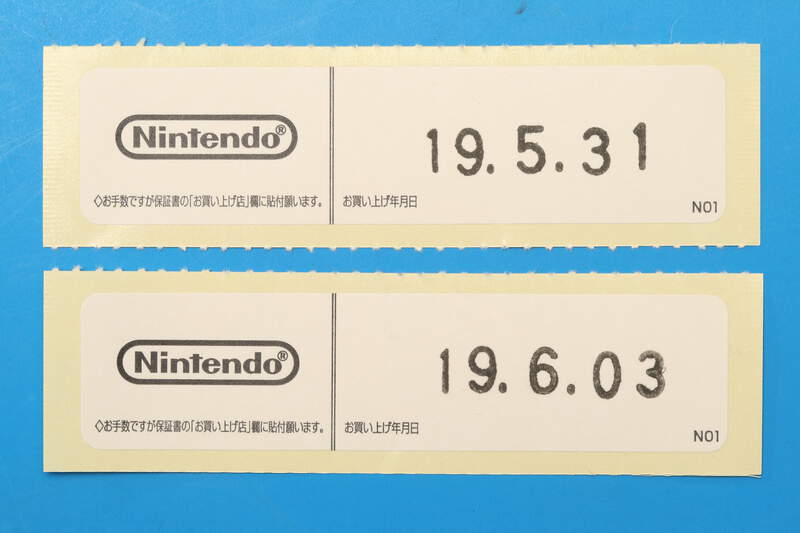 Nintendo®
◇お手数ですが保証書の「お買い上げ店」欄に貼付願います。
19.5.31
お買い上げ年月日
N01
Nintendo®
◇お手数ですが保証書の「お買い上げ店」欄に貼付願います。
19.6.03
お買い上げ年月日
N01